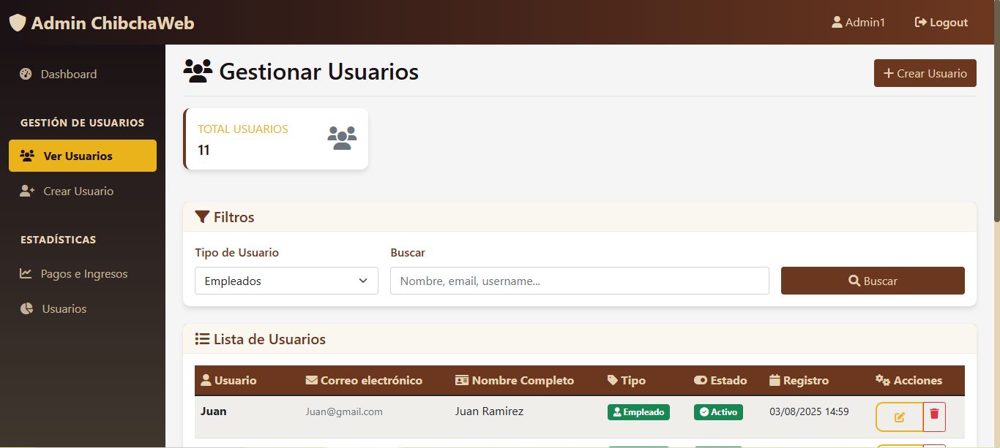 Admin ChibchaWeb
Admin1
Logout
Dashboard
GESTIÓN DE USUARIOS
Ver Usuarios
Crear Usuario
ESTADÍSTICAS
Pagos e Ingresos
Usuarios
Gestionar Usuarios
Crear Usuario
TOTAL USUARIOS
11
Filtros
Tipo de Usuario
Buscar
Empleados
Nombre, email, username...
Buscar
Lista de Usuarios
Usuario Correo electrónico Nombre Completo Tipo Estado Registro Acciones
Juan Juan@gmail.com Juan Ramirez Empleado Activo 03/08/2025 14:59